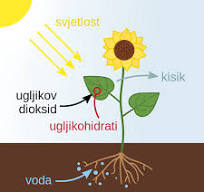 svjetlost
kisik
ugljikov
dioksid
ugljikohidrati
voda